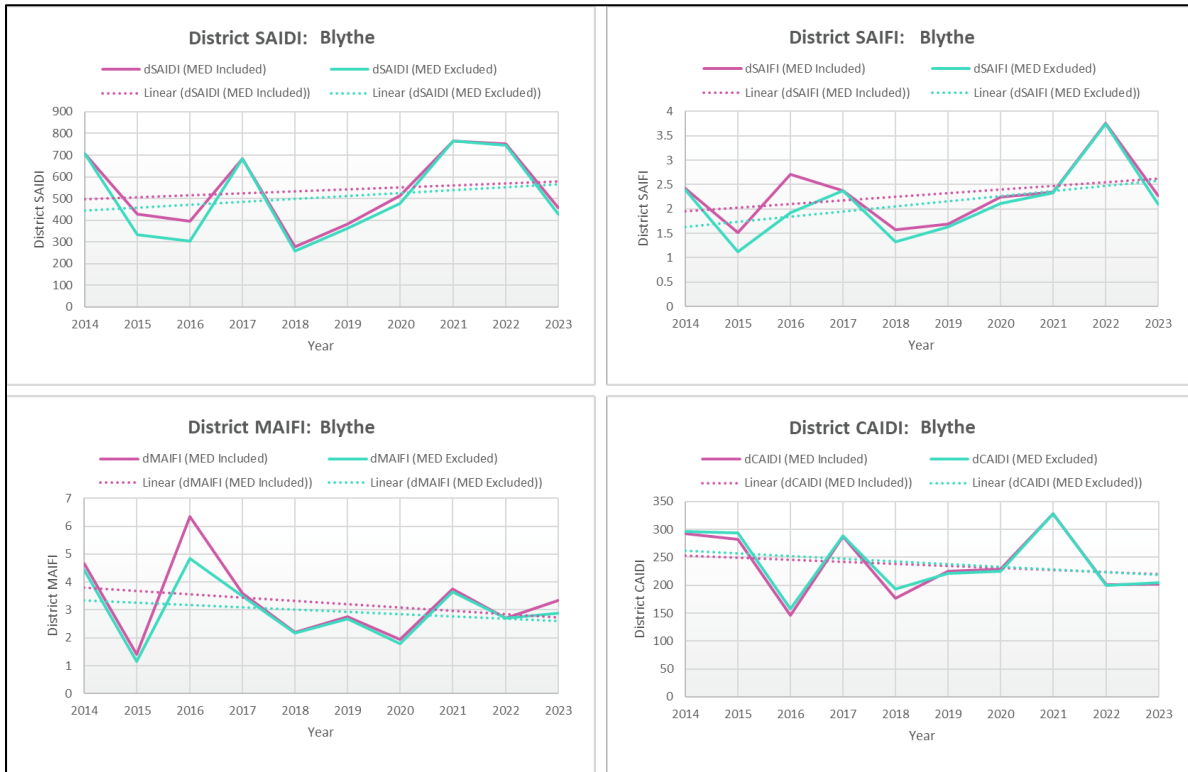 District SAIDI:  Blythe
dSAIDI (MED Included)
dSAIDI (MED Excluded)
Linear (dSAIDI (MED Included))
Linear (dSAIDI (MED Excluded))
900
800
700
600
500
400
300
200
100
0
District SAIDI
2014 2015 2016 2017 2018 2019 2020 2021 2022 2023
Year
District SAIFI:  Blythe
dSAIFI (MED Included)
dSAIFI (MED Excluded)
Linear (dSAIFI (MED Included))
Linear (dSAIFI (MED Excluded))
4
3.5
3
2.5
2
1.5
1
0.5
0
District SAIFI
2014 2015 2016 2017 2018 2019 2020 2021 2022 2023
Year
District MAIFI:  Blythe
dMAIFI (MED Included)
dMAIFI (MED Excluded)
Linear (dMAIFI (MED Included))
Linear (dMAIFI (MED Excluded))
7
6
5
4
3
2
1
0
District MAIFI
2014 2015 2016 2017 2018 2019 2020 2021 2022 2023
Year
District CAIDI:  Blythe
dCAIDI (MED Included)
dCAIDI (MED Excluded)
Linear (dCAIDI (MED Included))
Linear (dCAIDI (MED Excluded))
350
300
250
200
150
100
50
0
District CAIDI
2014 2015 2016 2017 2018 2019 2020 2021 2022 2023
Year